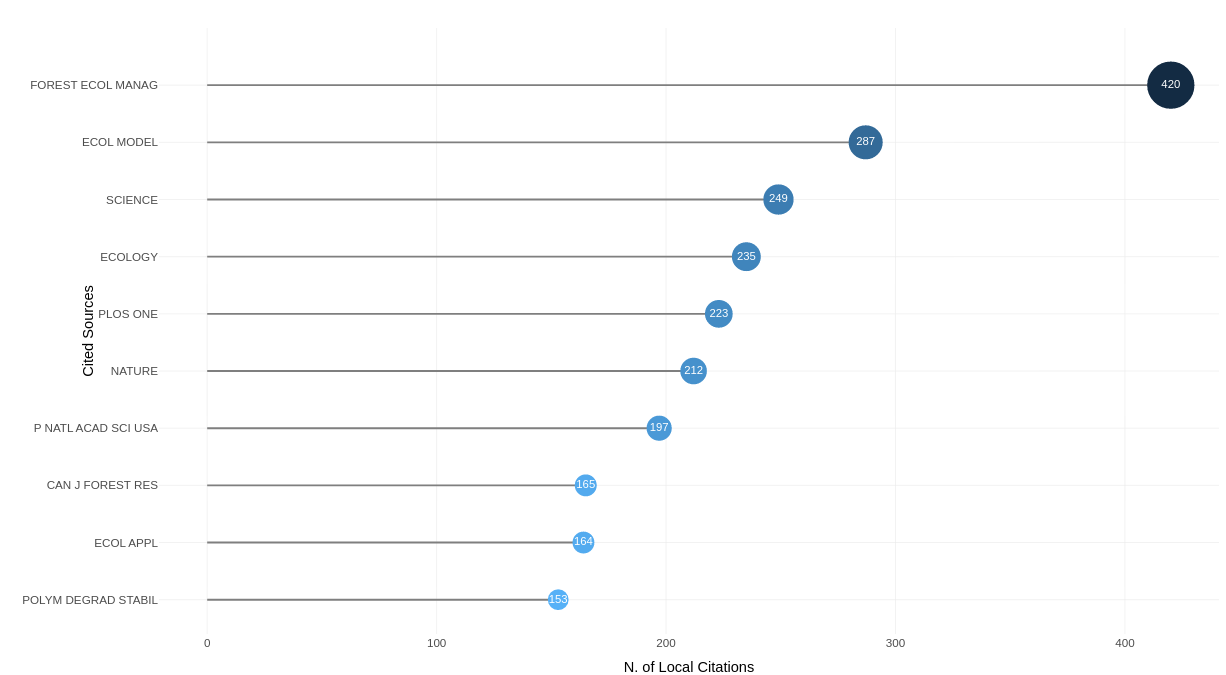 FOREST ECOL MANAG 420
ECOL MODEL 287
SCIENCE 249
ECOLOGY 235
PLOS ONE 223
NATURE 212
P NATL ACAD SCI USA 197
CAN J FOREST RES 165
ECOL APPL 164
POLYM DEGRAD STABIL 153
Cited Sources
0 100 200 300 400
N. of Local Citations